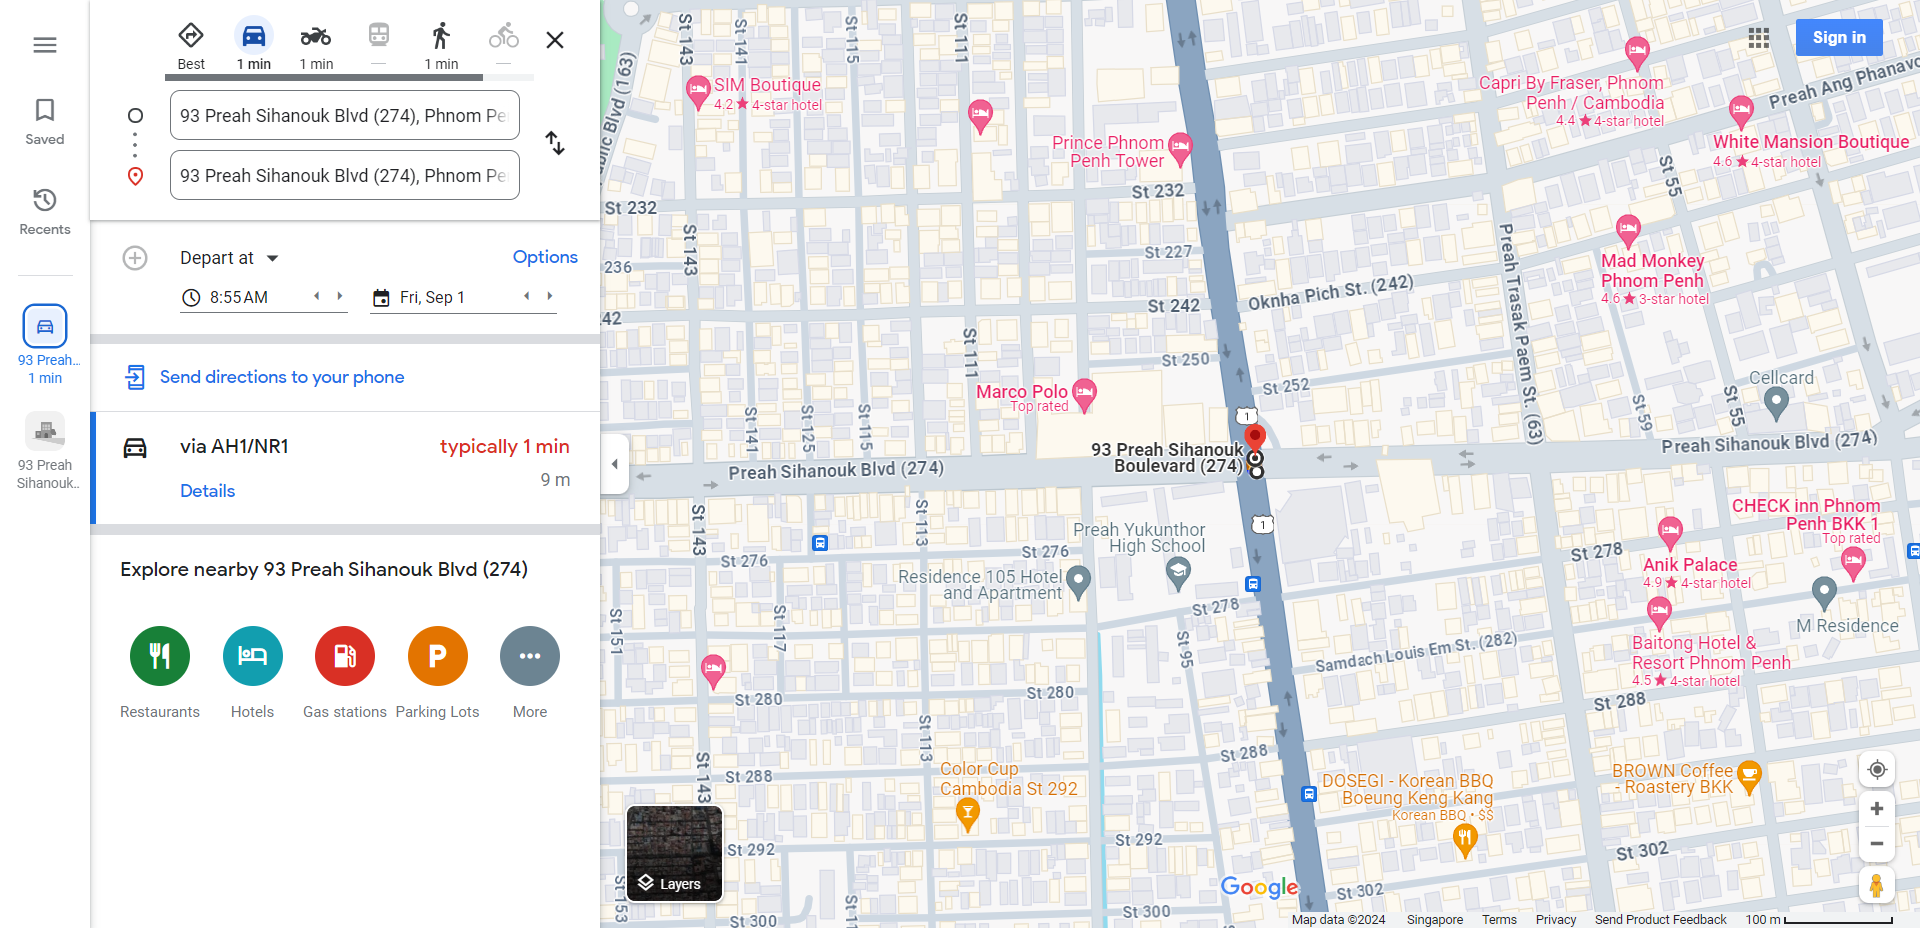 Best
1 min
1 min
—
1 min
—
93 Preah Sihanouk Blvd (274), Phnom Pe
93 Preah Sihanouk Blvd (274), Phnom Pe
Saved
Recents
93 Preah...
1 min
93 Preah
Sihanouk..
Depart at
Options
8:55 AM
Fri, Sep 1
Send directions to your phone
via AH1/NR1
typically 1 min
9 m
Details
Explore nearby 93 Preah Sihanouk Blvd (274)
Restaurants
Hotels
Gas stations
P
Parking Lots
More
Layers
Sign in
St 143
St 141
St 115
St 111
Blvd (163)
SIM Boutique
4.2★ 4-star hotel
Prince Phnom
Penh Tower
Capri By Fraser, Phnom
Penh / Cambodia
4.4★ 4-star hotel
Preah Ang Phanavo
White Mansion Boutique
4.6★ 4-star hotel
St 55
St 232
St 232
St 143
St 227
236
Preah Trasak Paem St. (63)
Mad Monkey
Phnom Penh
4.6★ 3-star hotel
Oknha Pich St. (242)
St 242
42
St 111
St 250
St 252
Cellcard
St 59
St 55
Marco Polo
Top rated
St 141
St 125
St 115
1
93 Preah Sihanouk
Boulevard (274)
Preah Sihanouk Blvd (274)
Preah Sihanouk Blvd (274)
1
St 143
St 113
Preah Yukunthor
High School
CHECK inn Phnom
Penh BKK 1
Top rated
St 276
St 276
St 278
Anik Palace
4.9★ 4-star hotel
Residence 105 Hotel
and Apartment
St 278
M Residence
St 151
St 117
St 95
Samdach Louis Em St. (282)
Baitong Hotel &
Resort Phnom Penh
4.5★ 4-star hotel
St 280
St 280
St 288
St 113
St 143
St 288
St 288
Color Cup
Cambodia St 292
DOSEGI - Korean BBQ
Boeung Keng Kang
Korean BBQ • $$
BROWN Coffee
- Roastery BKK
St 292
St 292
St 302
St 302
St 153
St 300
St 300
St 11
Google
Map data ©2024
Singapore
Terms
Privacy
Send Product Feedback
100 m